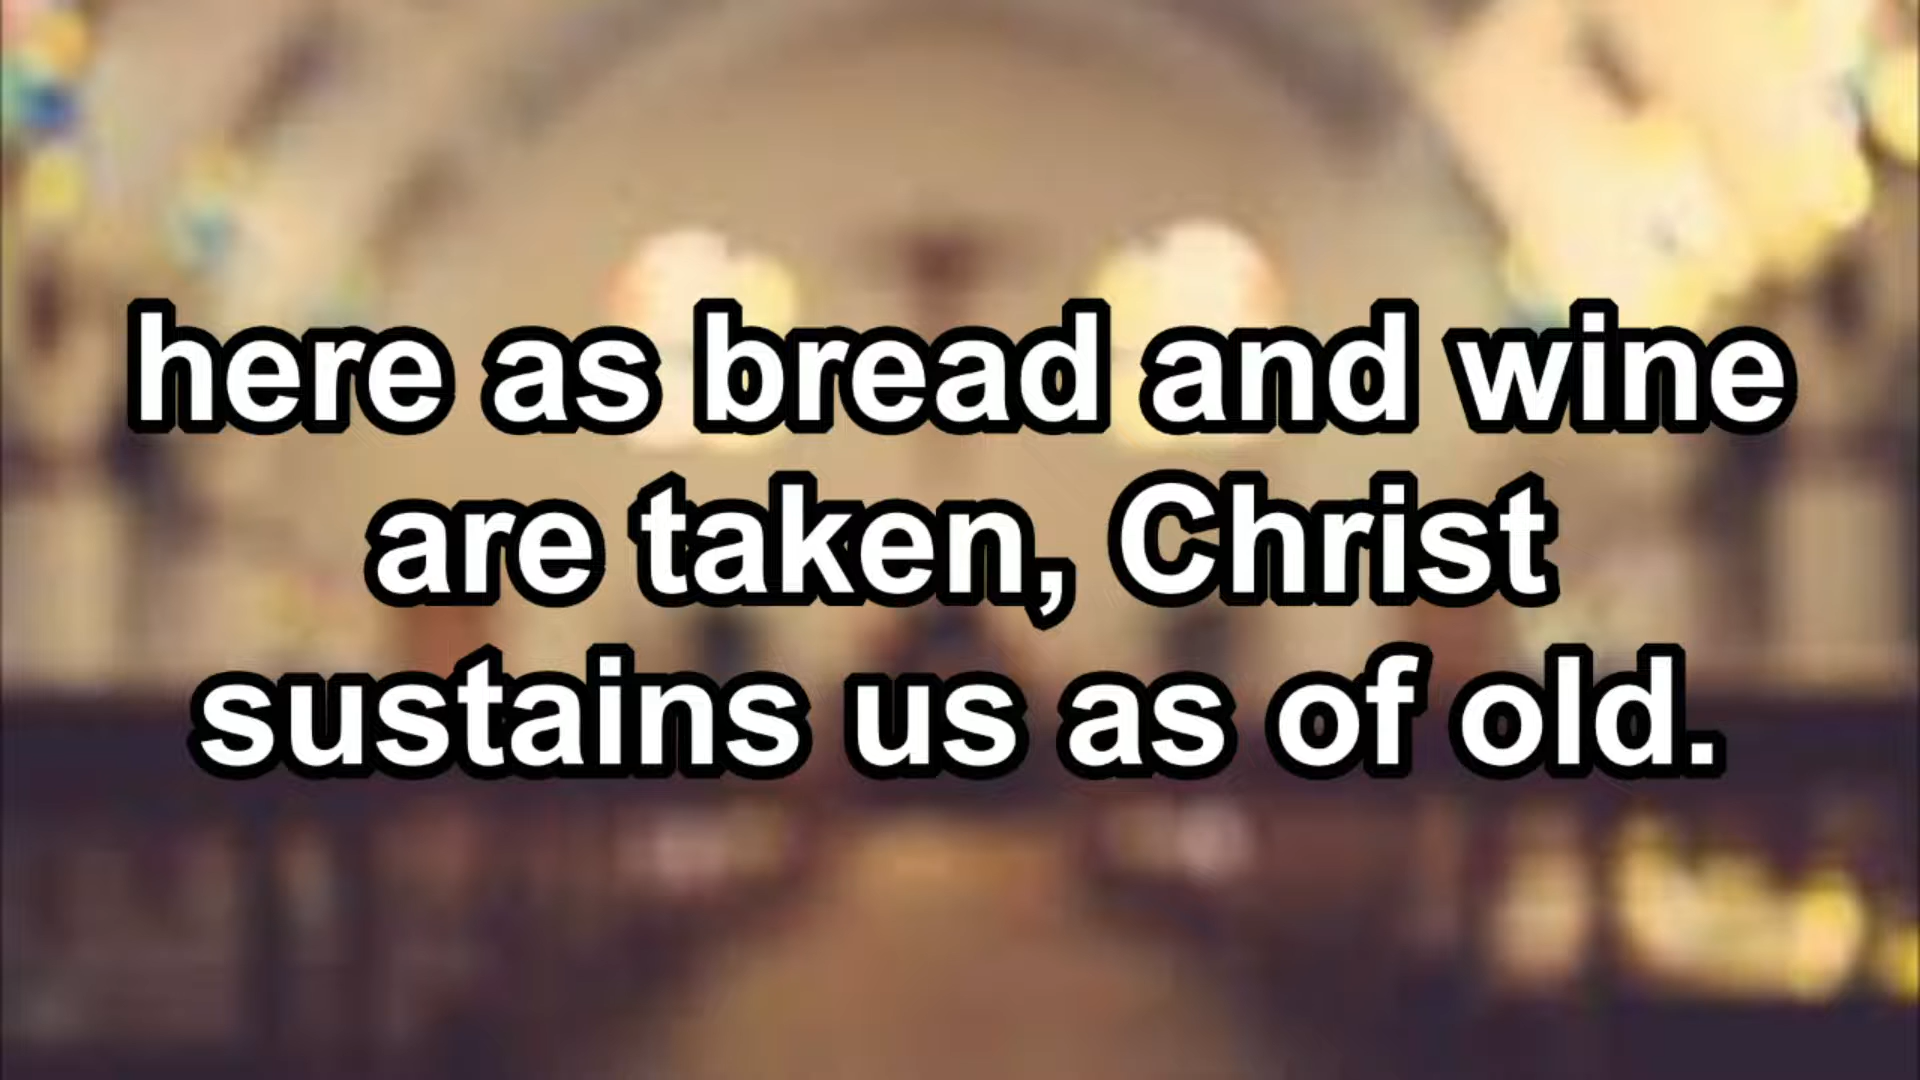 here as bread and wine
are taken, Christ
sustains us as of old.